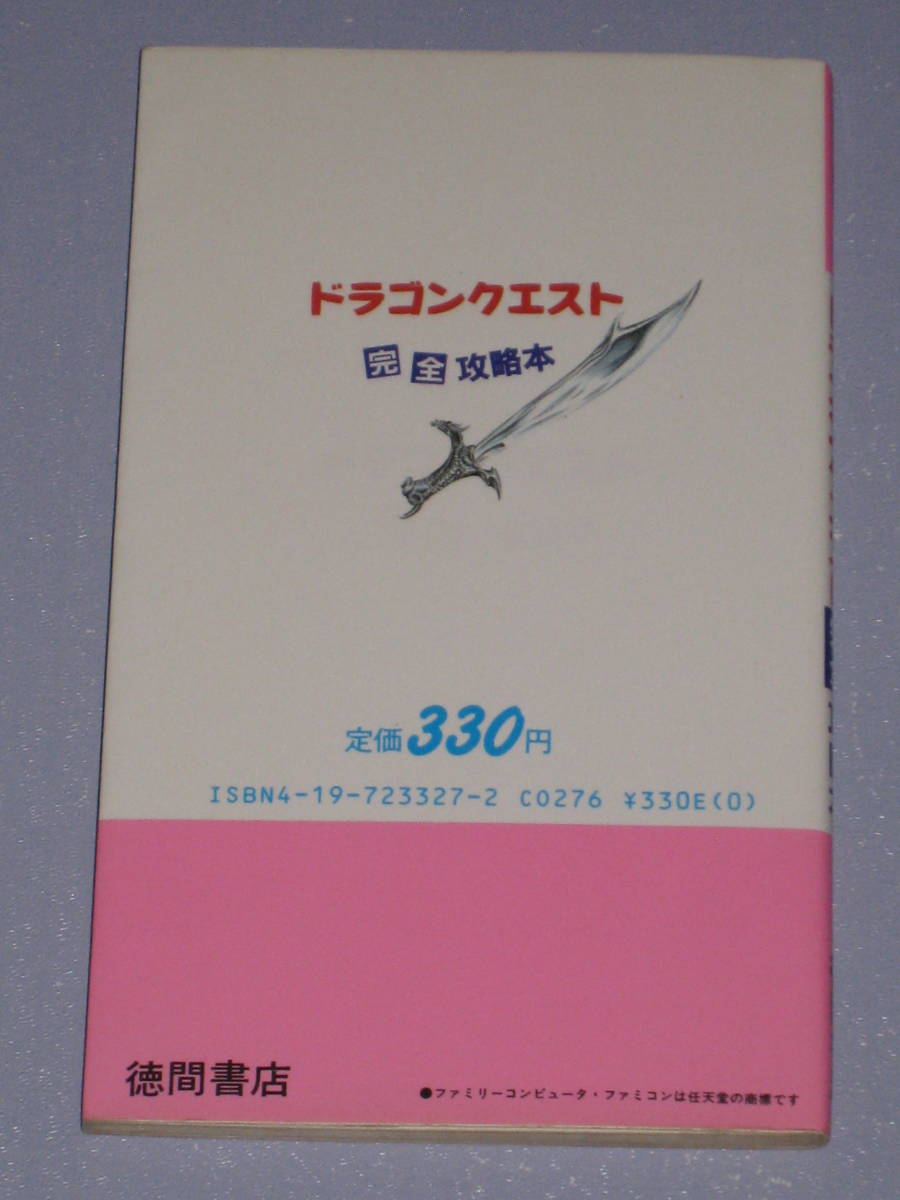 ドラゴンクエスト
完全攻略本
定価330円
ISBN4-19-723327-2 C0276 ¥330E(0)
徳間書店
●ファミリーコンピュータ・ファミコンは任天堂の商標です